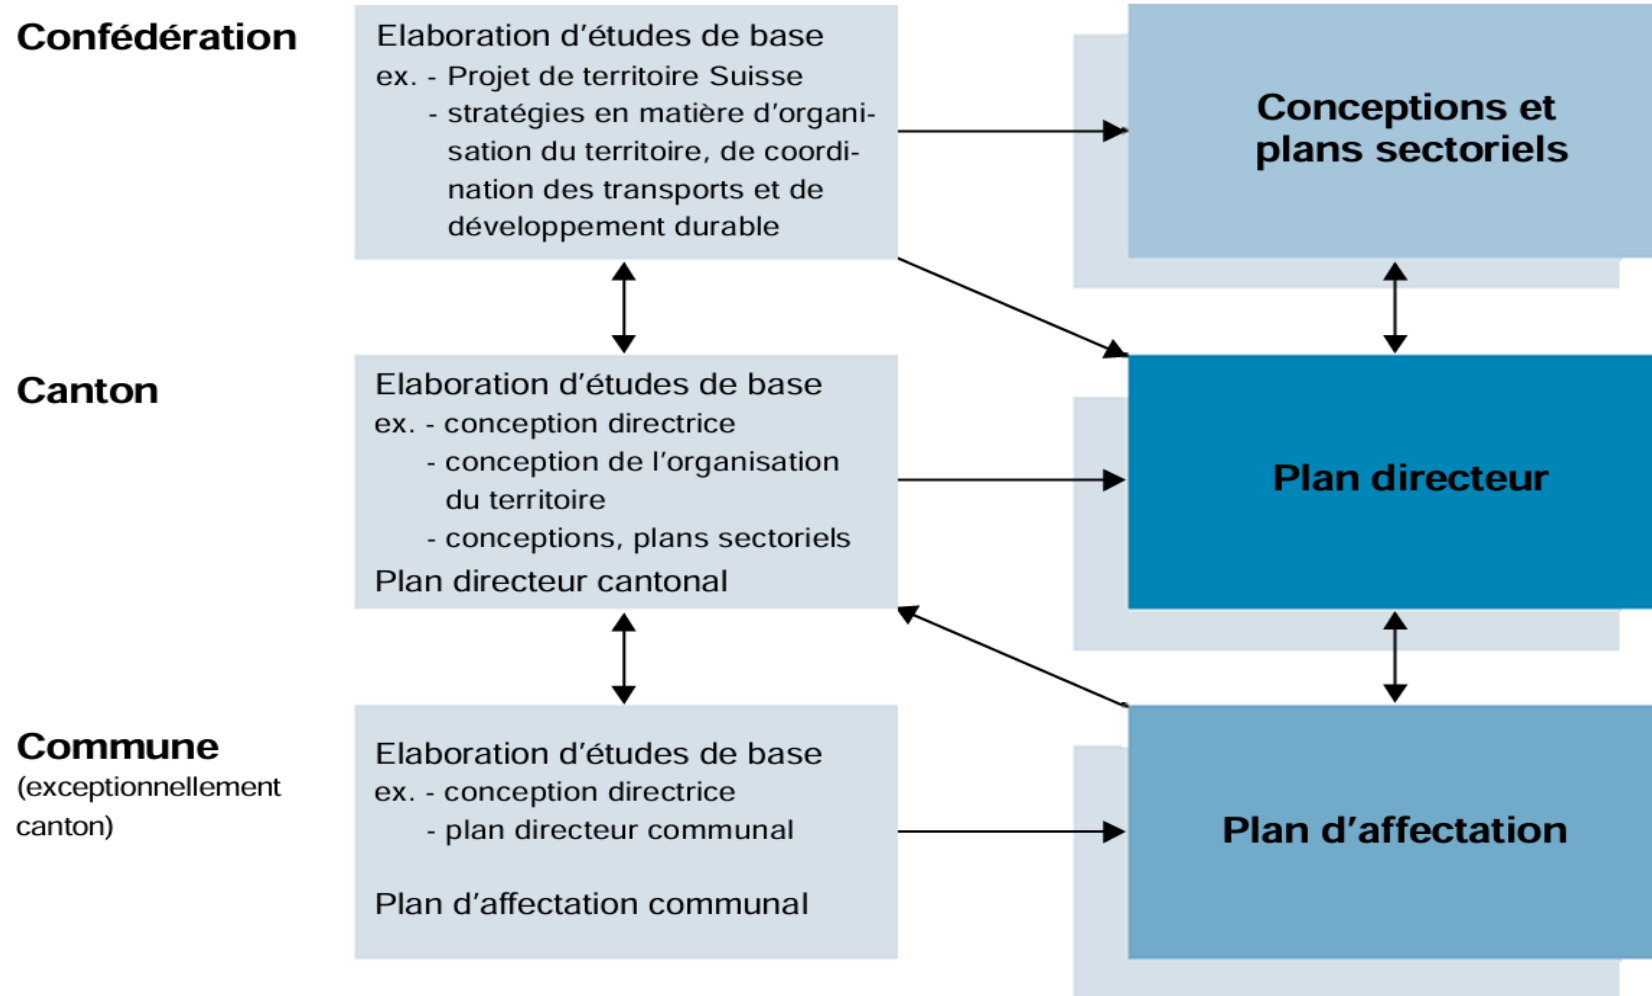 Confédération
Elaboration d’études de base
ex. - Projet de territoire Suisse
- stratégies en matière d’organi-
sation du territoire, de coordi-
nation des transports et de
développement durable
Conceptions et
plans sectoriels
Canton
Elaboration d’études de base
ex. - conception directrice
- conception de l’organisation
du territoire
- conceptions, plans sectoriels
Plan directeur cantonal
Plan directeur
Commune
(exceptionnellement
canton)
Elaboration d’études de base
ex. - conception directrice
- plan directeur communal
Plan d’affectation communal
Plan d’affectation